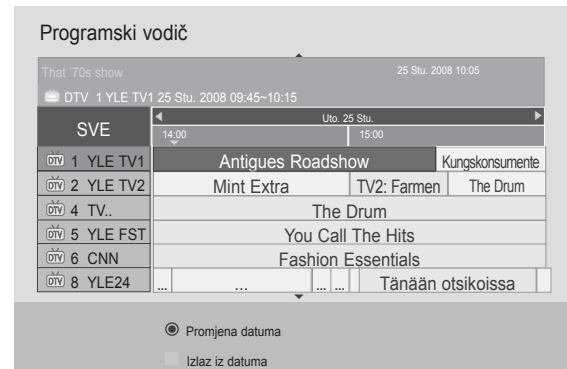 Programski vodič
That '70s show 25 Stu. 2008 10:05
DTV 1 YLE TV1 25 Stu. 2008 09:45~10:15
SVE
Uto. 25 Stu.
14:00 15:00
DTV 1 YLE TV1 Antigues Roadshow Kungskonsumente
DTV 2 YLE TV2 Mint Extra TV2: Farmen The Drum
DTV 4 TV.. The Drum
DTV 5 YLE FST You Call The Hits
DTV 6 CNN Fashion Essentials
DTV 8 YLE24 ... ... ... ... Tänään otsikoissa
Promjena datuma
Izlaz iz datuma